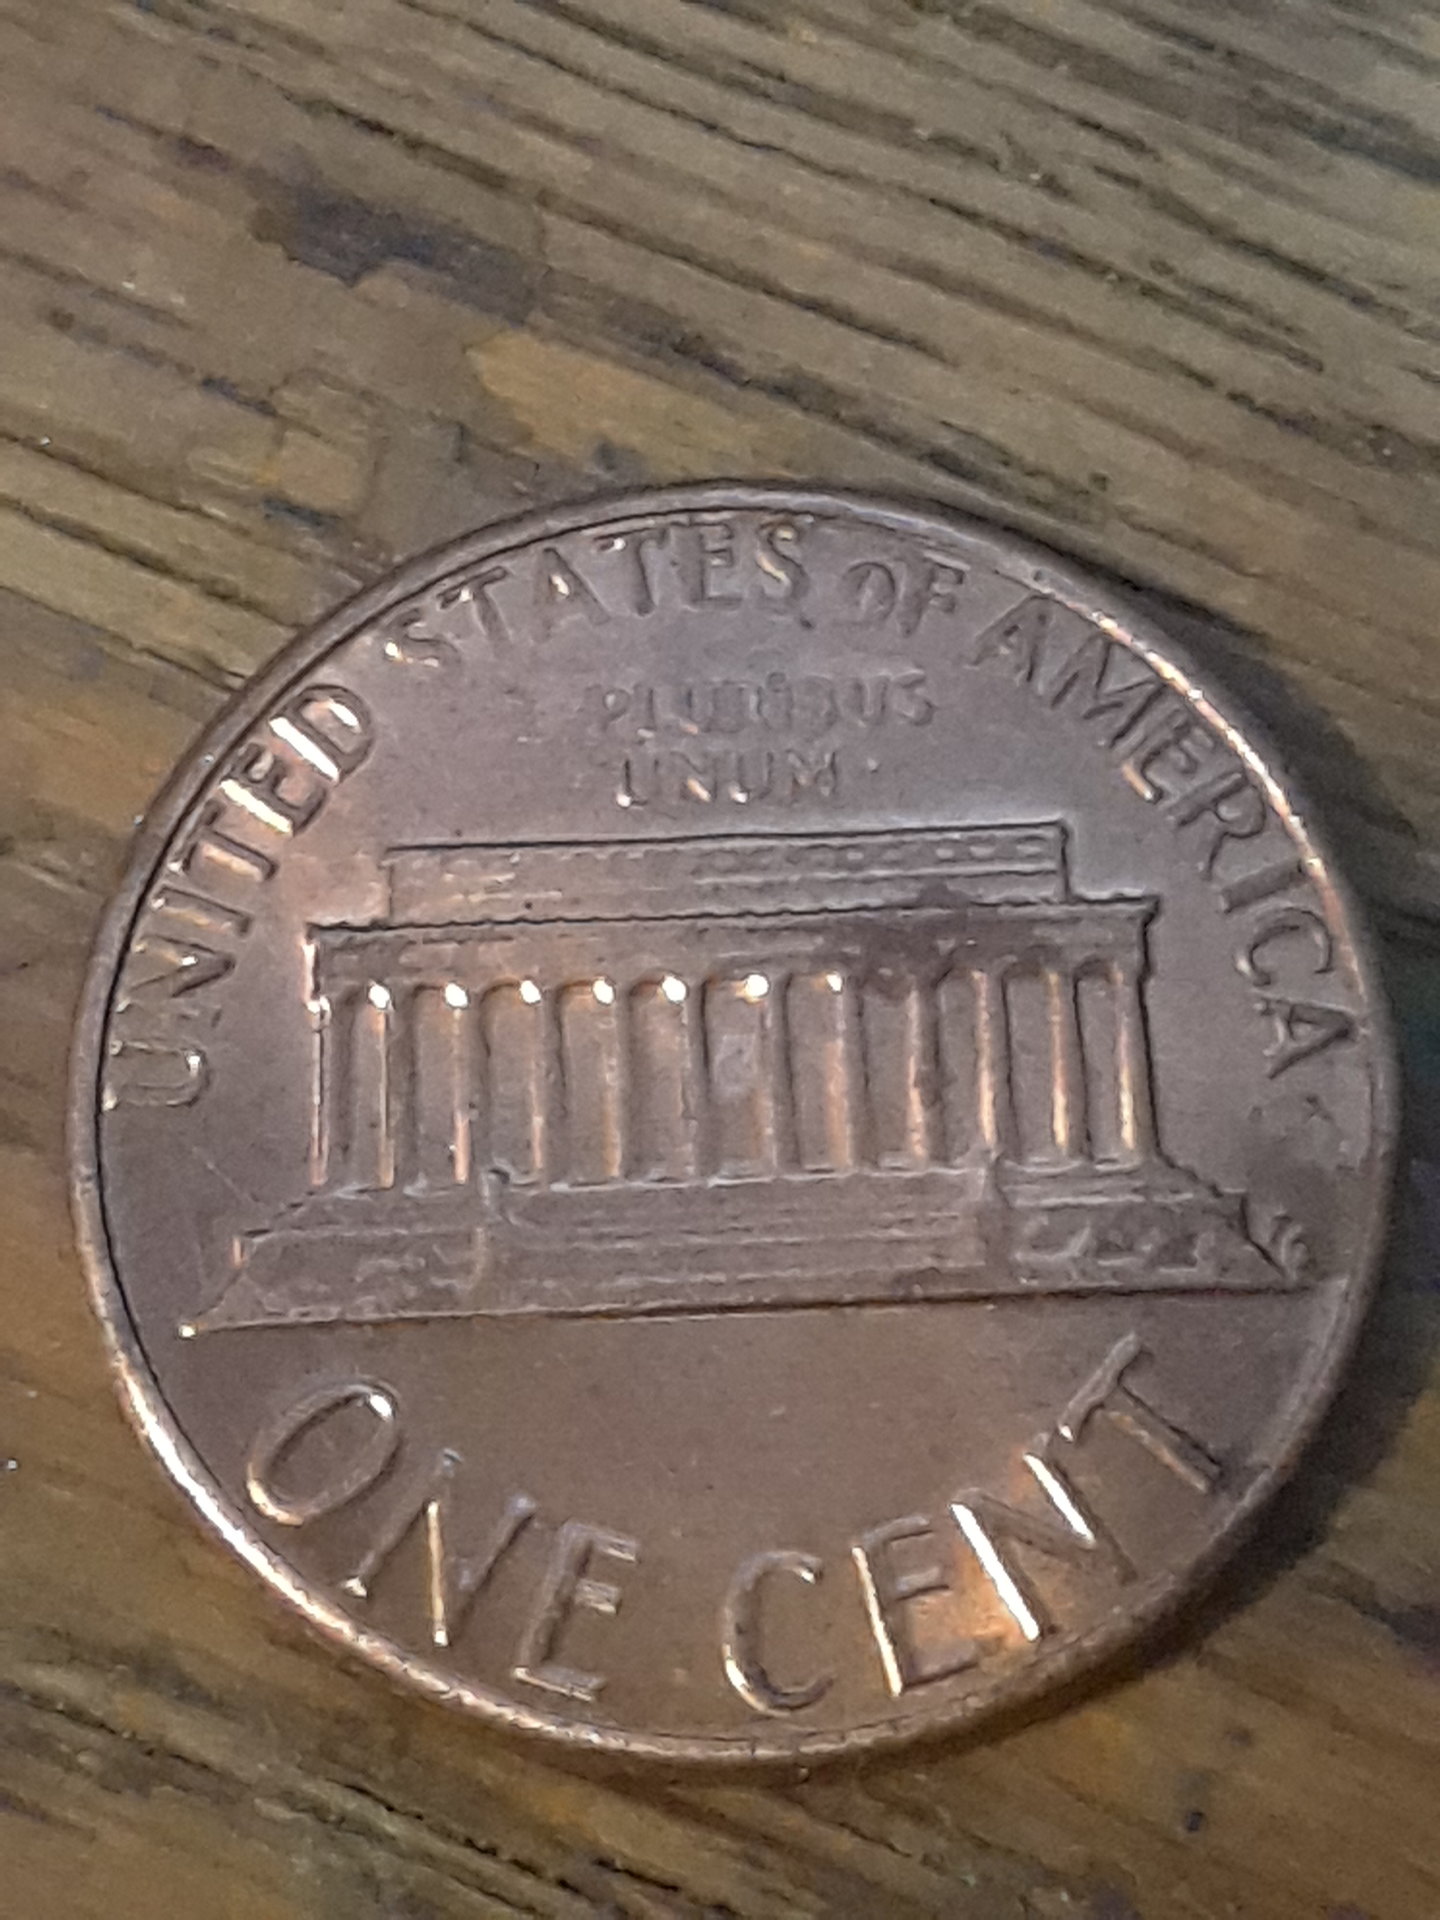 UNITED STATES OF AMERICA
PLURIBUS
UNUM
ONE CENT